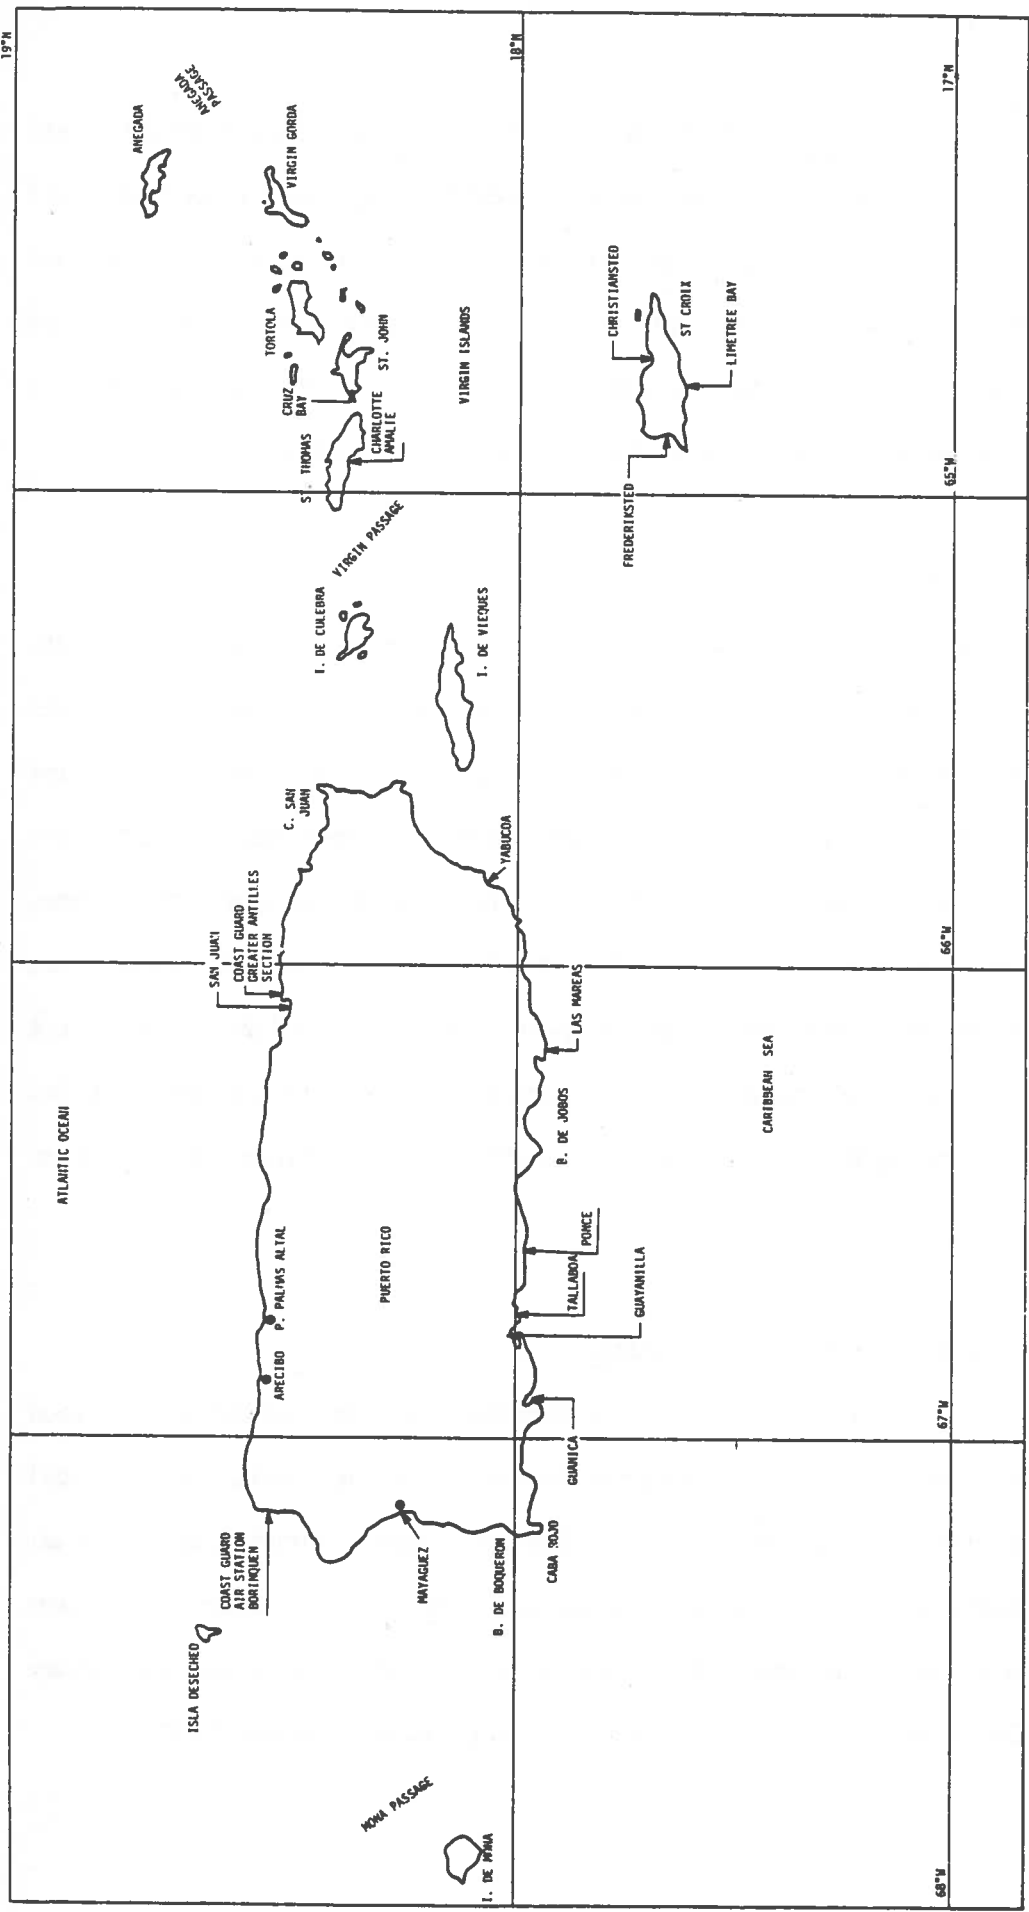 19°N
18°N
17°N
ANEGADA
PASSAGE
ANEGADA
VIRGIN GORDA
TORTOLA
CRUZ
BAY
ST. JOHN
ST. THOMAS
CHARLOTTE
AMALIE
VIRGIN ISLANDS
CHRISTIANSTED
ST CROIX
LIMETREE BAY
FREDERIKSTED
65°W
VIRGIN PASSAGE
I. DE CULEBRA
I. DE VIEQUES
C. SAN
JUAN
YABUCOA
SAN JUAN
COAST GUARD
GREATER ANTILLES
SECTION
66°W
LAS MAREAS
B. DE JOBOS
CARIBBEAN SEA
ATLANTIC OCEAN
PUERTO RICO
P. PALMAS ALTAL
ARECIBO
PONCE
TALLABOA
GUAYANILLA
GUANICA
67°W
COAST GUARD
AIR STATION
BORINQUEN
MAYAGUEZ
B. DE BOQUERON
CABA ROJO
ISLA DESECHEO
MONA PASSAGE
I. DE MONA
68°W